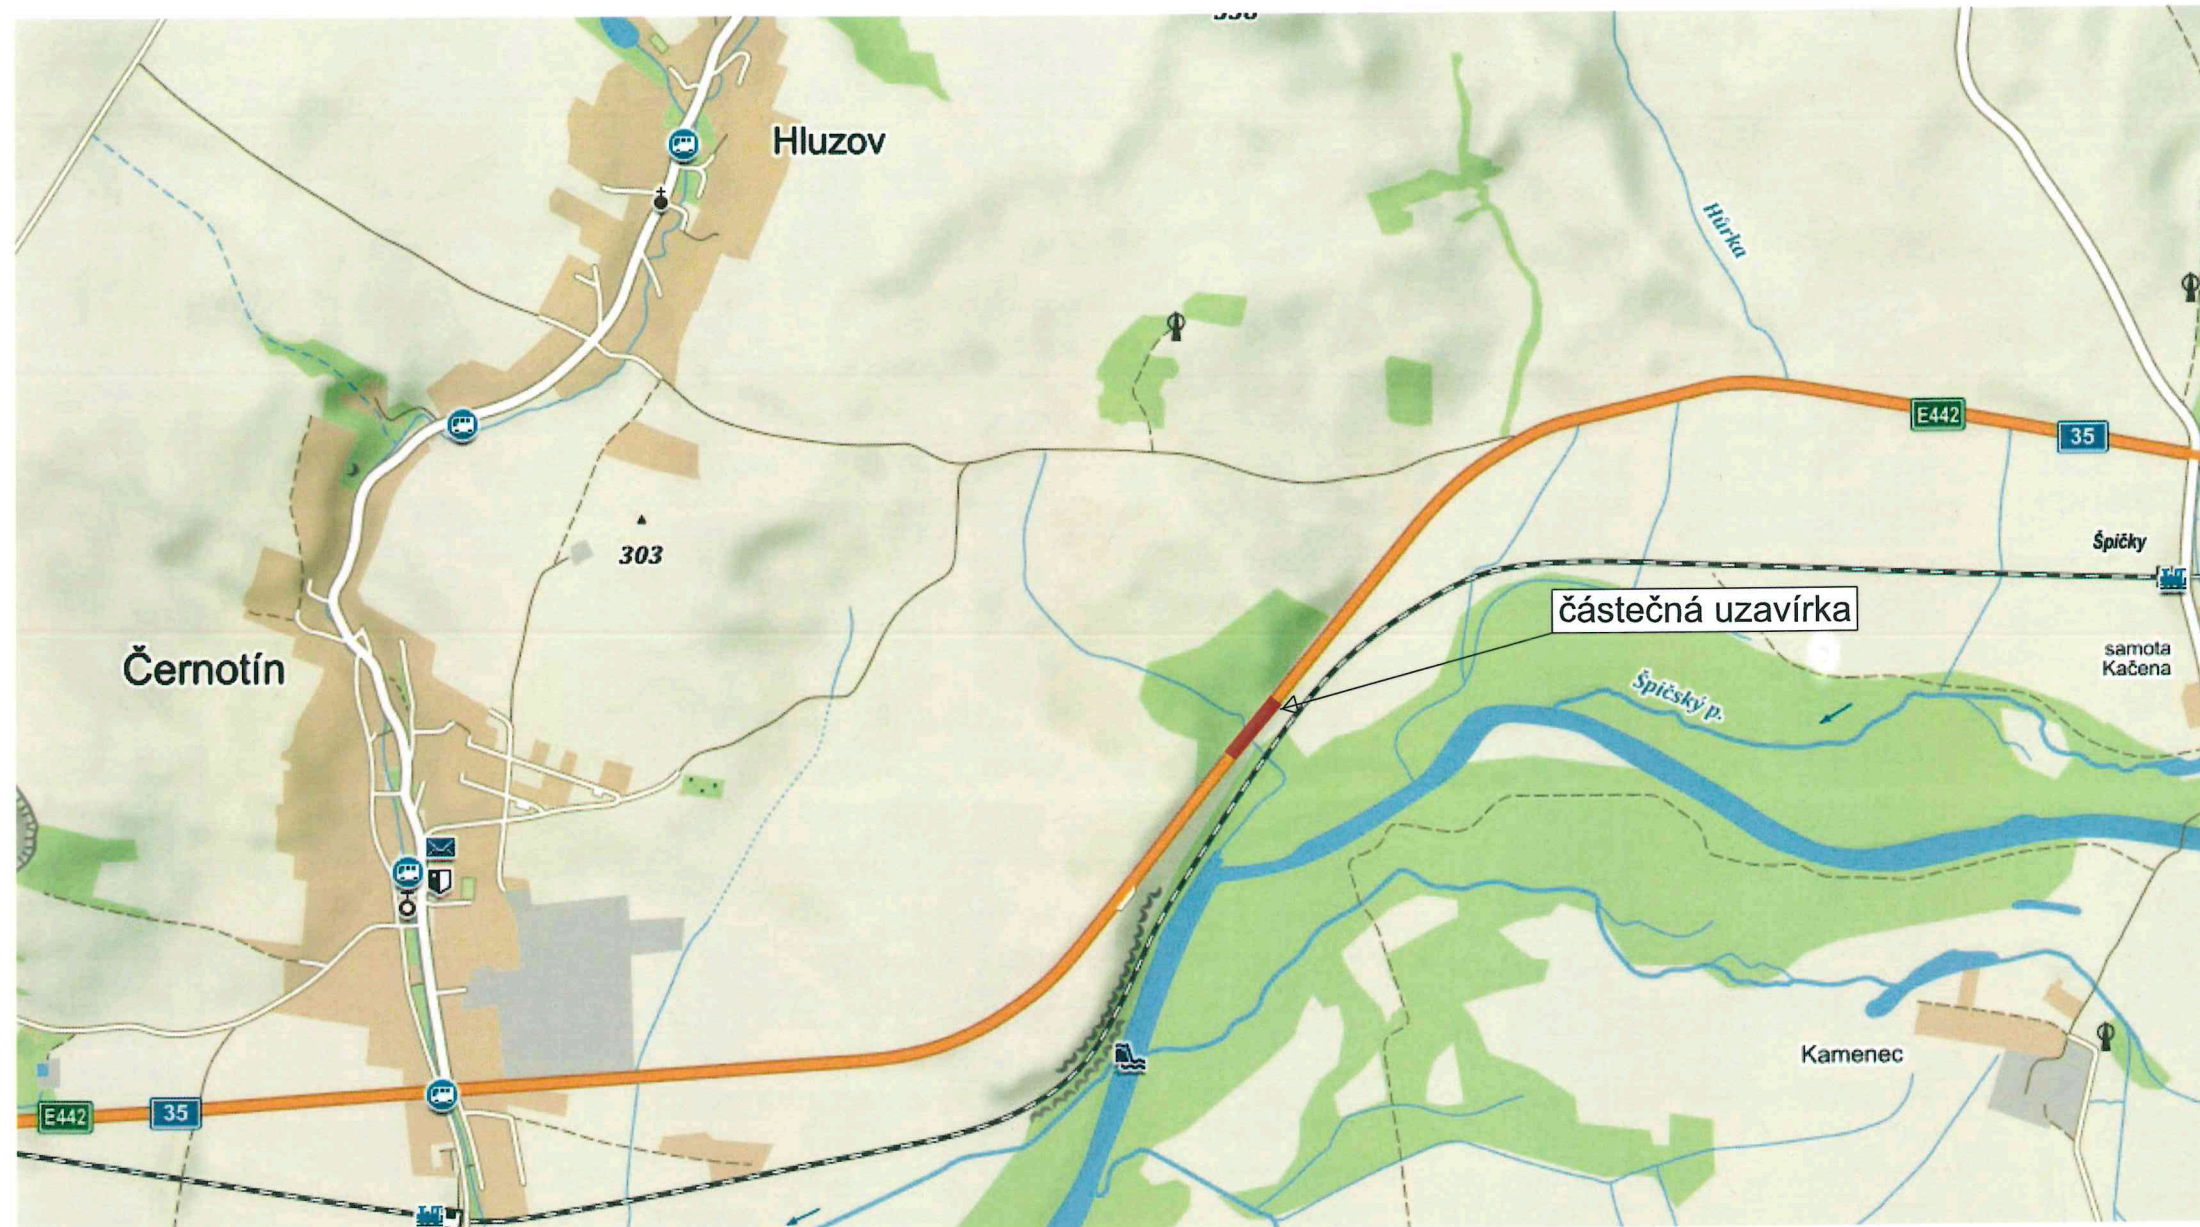 Hluzov
Hůrka
E442
35
303
Špičky
částečná uzavírka
samota
Kačena
Černotín
Špičský p.
Kamenec
E442
35